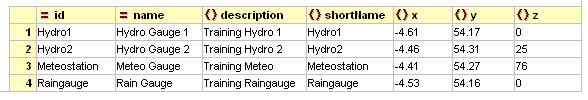 = id = name {} description {} shortName {} x {} y {} z
1 Hydro1 Hydro Gauge 1 Training Hydro 1 Hydro1 -4.61 54.17 0
2 Hydro2 Hydro Gauge 2 Training Hydro 2 Hydro2 -4.46 54.31 25
3 Meteostation Meteo Gauge Training Meteo Meteostation -4.41 54.27 76
4 Raingauge Rain Gauge Training Raingauge Raingauge -4.53 54.16 0